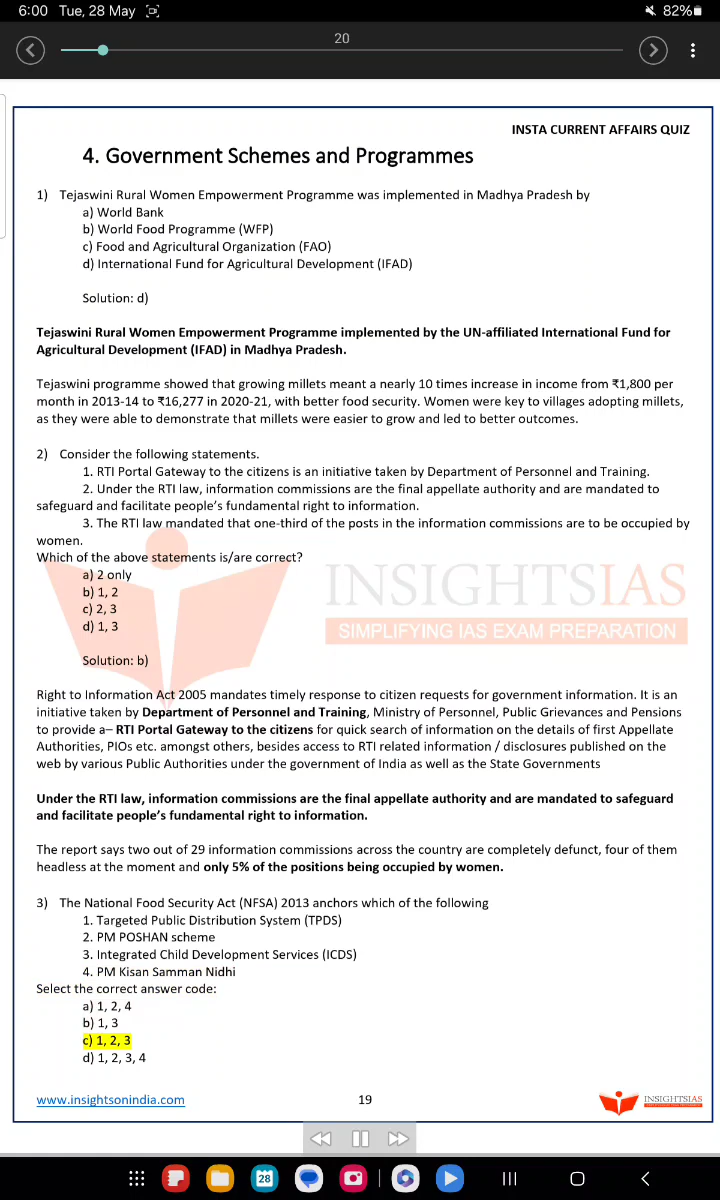 6:00 Tue, 28 May 82%
20
INSTA CURRENT AFFAIRS QUIZ
4. Government Schemes and Programmes
1) Tejaswini Rural Women Empowerment Programme was implemented in Madhya Pradesh by
a) World Bank
b) World Food Programme (WFP)
c) Food and Agricultural Organization (FAO)
d) International Fund for Agricultural Development (IFAD)
Solution: d)
Tejaswini Rural Women Empowerment Programme implemented by the UN-affiliated International Fund for
Agricultural Development (IFAD) in Madhya Pradesh.
Tejaswini programme showed that growing millets meant a nearly 10 times increase in income from ₹1,800 per
month in 2013-14 to ₹16,277 in 2020-21, with better food security. Women were key to villages adopting millets,
as they were able to demonstrate that millets were easier to grow and led to better outcomes.
2) Consider the following statements.
1. RTI Portal Gateway to the citizens is an initiative taken by Department of Personnel and Training.
2. Under the RTI law, information commissions are the final appellate authority and are mandated to
safeguard and facilitate people's fundamental right to information.
3. The RTI law mandated that one-third of the posts in the information commissions are to be occupied by
women.
Which of the above statements is/are correct?
a) 2 only
b) 1, 2
c) 2, 3
d) 1, 3
INSIGHTSIAS
SIMPLIFYING IAS EXAM PREPARATION
Solution: b)
Right to Information Act 2005 mandates timely response to citizen requests for government information. It is an
initiative taken by Department of Personnel and Training, Ministry of Personnel, Public Grievances and Pensions
to provide a– RTI Portal Gateway to the citizens for quick search of information on the details of first Appellate
Authorities, PIOs etc. amongst others, besides access to RTI related information / disclosures published on the
web by various Public Authorities under the government of India as well as the State Governments
Under the RTI law, information commissions are the final appellate authority and are mandated to safeguard
and facilitate people's fundamental right to information.
The report says two out of 29 information commissions across the country are completely defunct, four of them
headless at the moment and only 5% of the positions being occupied by women.
3) The National Food Security Act (NFSA) 2013 anchors which of the following
1. Targeted Public Distribution System (TPDS)
2. PM POSHAN scheme
3. Integrated Child Development Services (ICDS)
4. PM Kisan Samman Nidhi
Select the correct answer code:
a) 1, 2, 4
b) 1, 3
c) 1, 2, 3
d) 1, 2, 3, 4
www.insightsonindia.com 19 INSIGHTSIAS
28